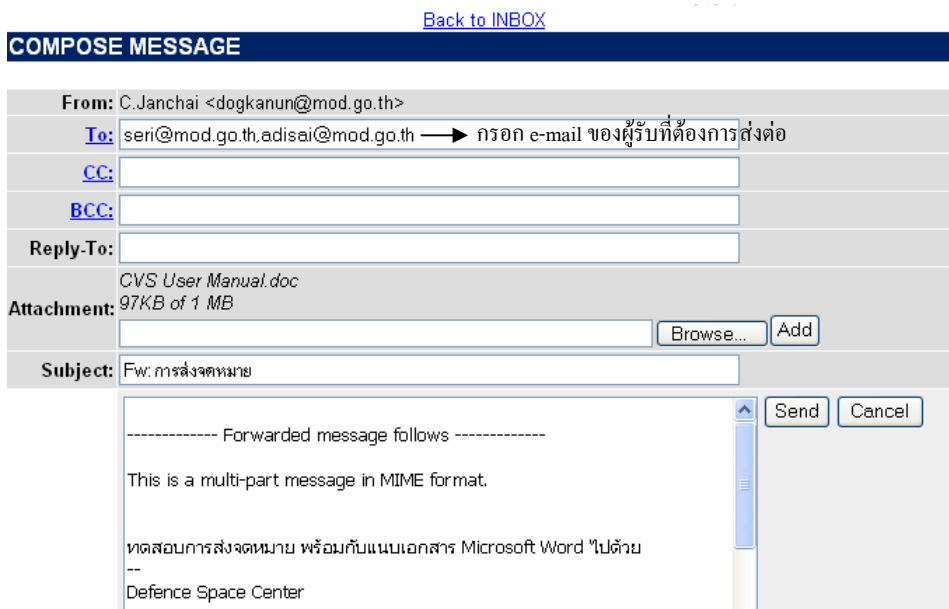 Back to INBOX
COMPOSE MESSAGE
From: C.Janchai <dogkanun@mod.go.th>
To: seri@mod.go.th,adisai@mod.go.th กรอก e-mail ของผู้รับที่ต้องการส่งต่อ
CC:
BCC:
Reply-To:
CVS User Manual.doc
Attachment: 97KB of 1 MB
Browse... Add
Subject: Fw: การส่งจดหมาย
Send Cancel
------------- Forwarded message follows -------------
This is a multi-part message in MIME format.
ทดสอบการส่งจดหมาย พร้อมกับแนบเอกสาร Microsoft Word ไปด้วย
--
Defence Space Center